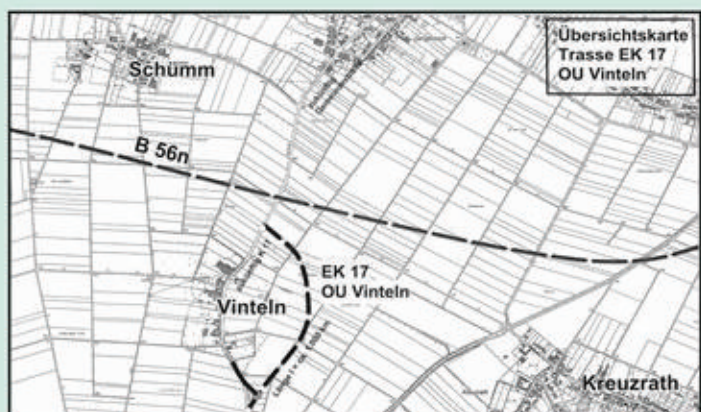 Übersichtskarte
Trasse EK 17
OU Vinteln
Schümm
B 56n
EK 17
OU Vinteln
Vinteln
Kreuzrath